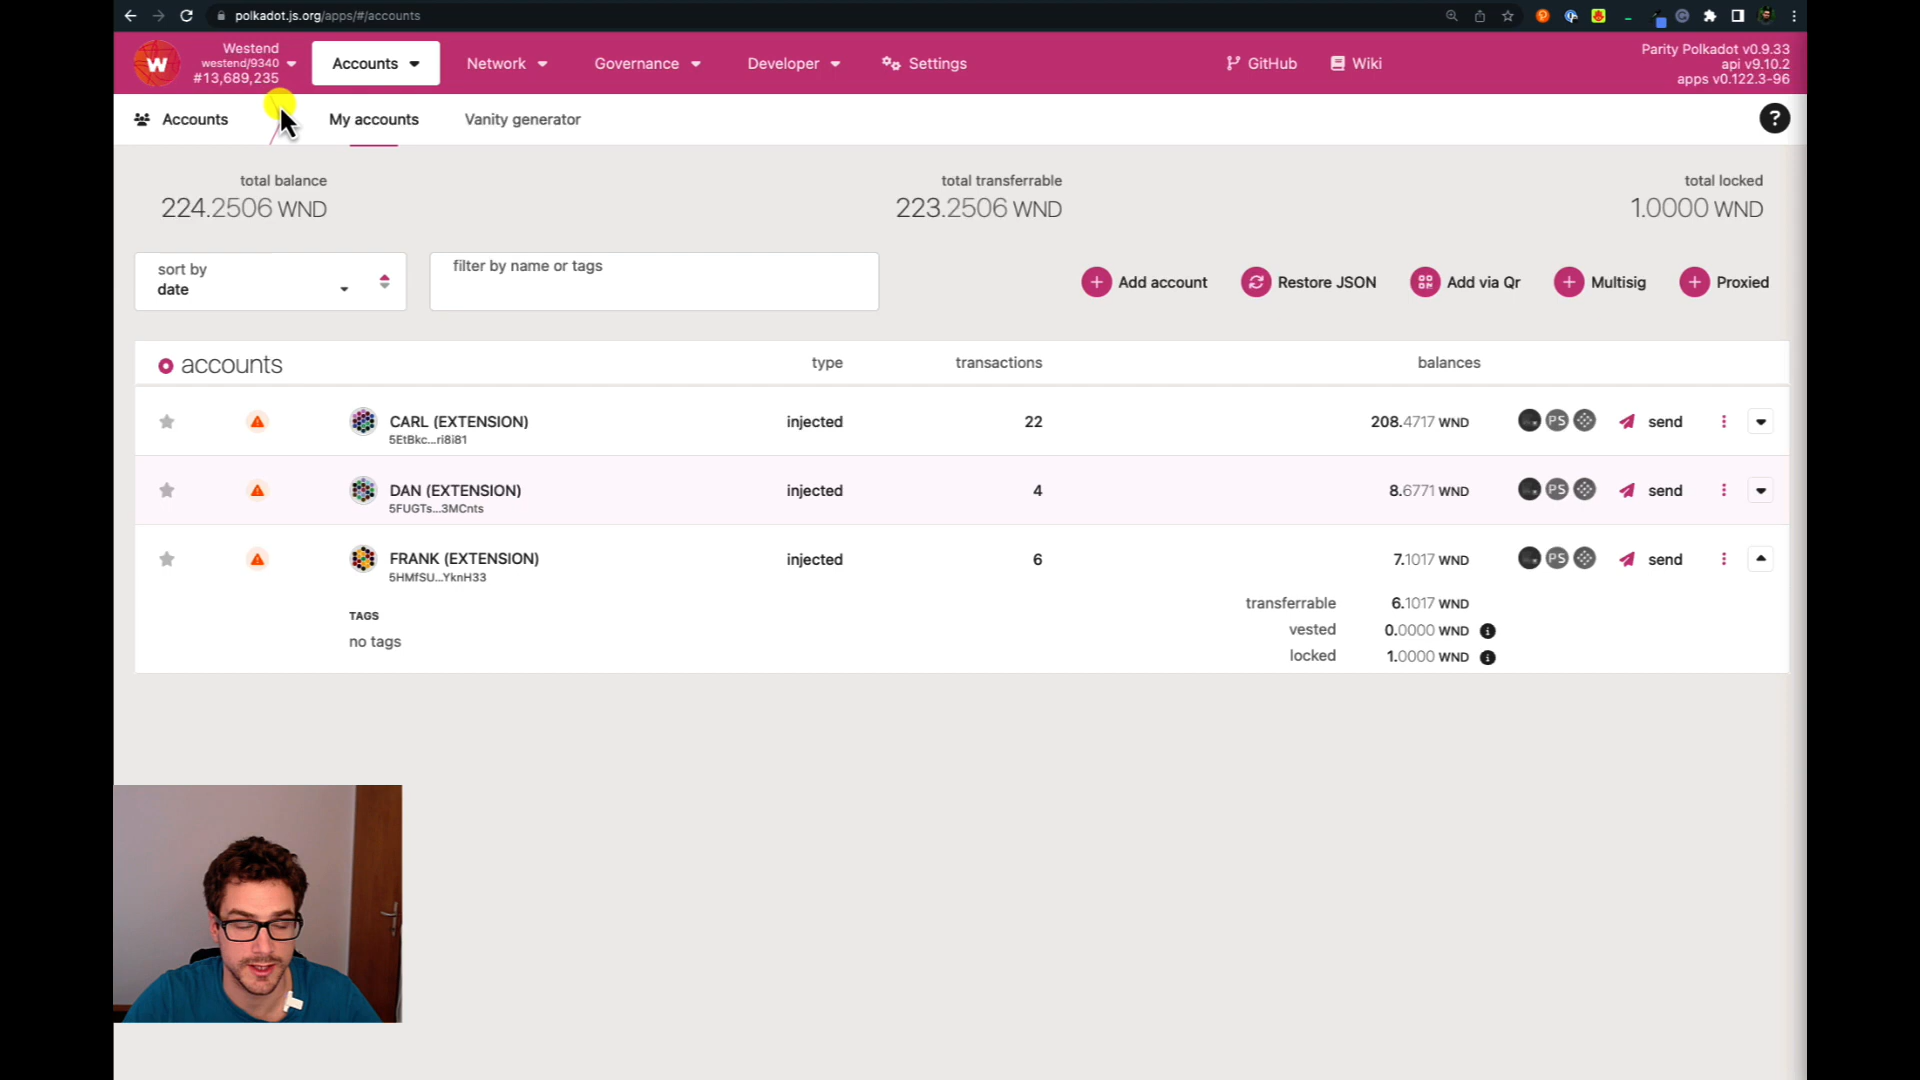 polkadot.js.org/apps/#/accounts
Westend
westend/9340
#13,689,235
Accounts
Network
Governance
Developer
Settings
GitHub
Wiki
Parity Polkadot v0.9.33
api v9.10.2
apps v0.122.3-96
W
Accounts
My accounts
Vanity generator
?
total balance
224.2506 WND
total transferrable
223.2506 WND
total locked
1.0000 WND
sort by
date
filter by name or tags
Add account
Restore JSON
Add via Qr
Multisig
Proxied
accounts
type
transactions
balances
CARL (EXTENSION)
5EtBkc...ri8i81
injected
22
208.4717 WND
PS
send
DAN (EXTENSION)
5FUGTs...3MCnts
injected
4
8.6771 WND
PS
send
FRANK (EXTENSION)
5HMfSU...YknH33
injected
6
7.1017 WND
PS
send
TAGS
no tags
transferrable
6.1017 WND
vested
0.0000 WND
locked
1.0000 WND